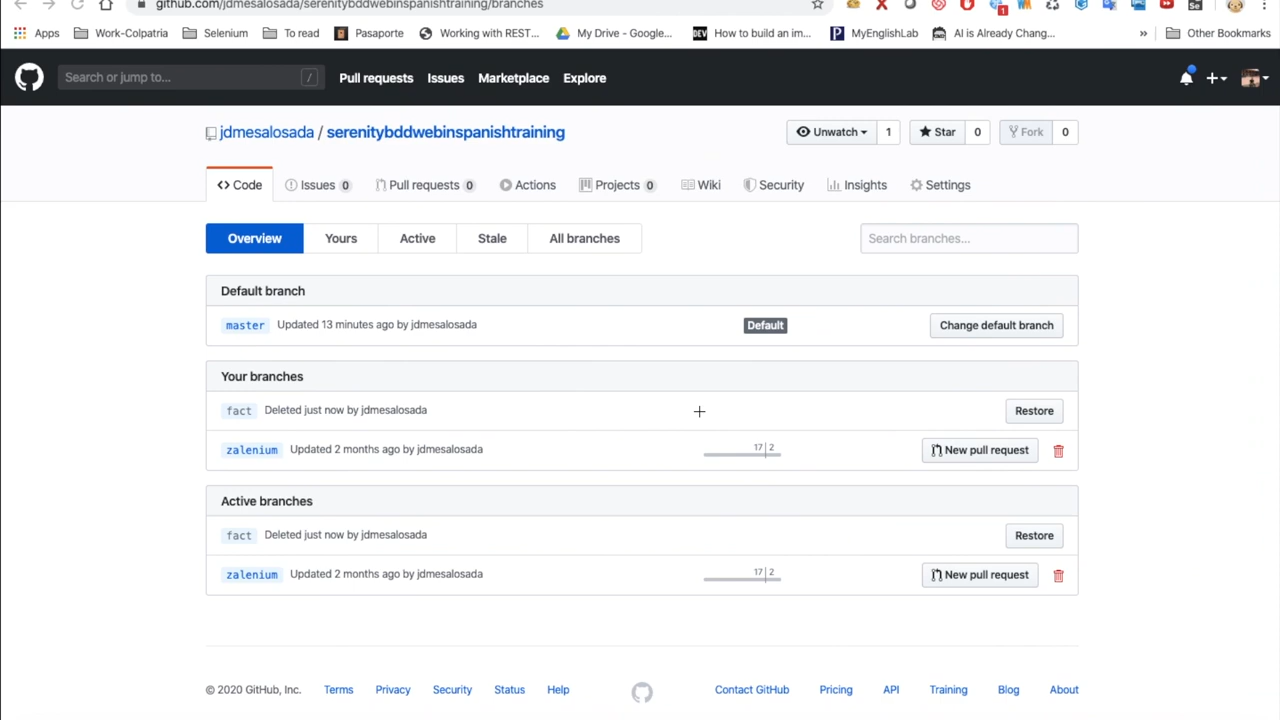 github.com/jdmesalosada/serenitybddwebinspanishtraining/branches
Apps Work-Colpatria Selenium To read Pasaporte Working with REST... My Drive - Google... DEV How to build an im... MyEnglishLab AI is Already Chang... » Other Bookmarks
Search or jump to... / Pull requests Issues Marketplace Explore
jdmesalosada / serenitybddwebinspanishtraining Unwatch 1 Star 0 Fork 0
<> Code Issues 0 Pull requests 0 Actions Projects 0 Wiki Security Insights Settings
Overview Yours Active Stale All branches Search branches...
Default branch
master Updated 13 minutes ago by jdmesalosada Default Change default branch
Your branches
fact Deleted just now by jdmesalosada Restore
zalenium Updated 2 months ago by jdmesalosada 17 2 New pull request
Active branches
fact Deleted just now by jdmesalosada Restore
zalenium Updated 2 months ago by jdmesalosada 17 2 New pull request
© 2020 GitHub, Inc. Terms Privacy Security Status Help Contact GitHub Pricing API Training Blog About